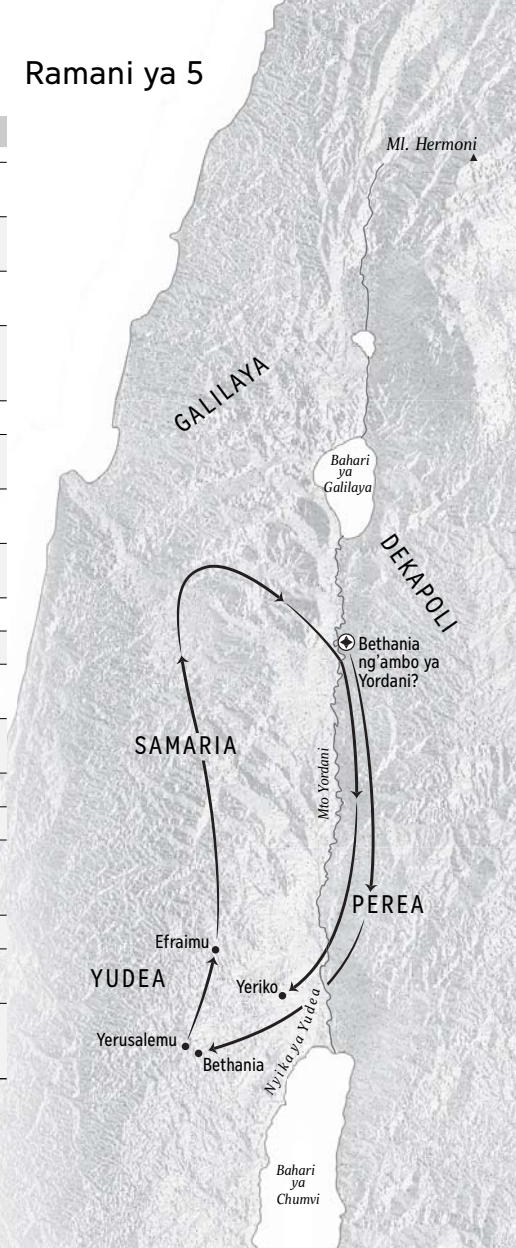 Ramani ya 5
Ml. Hermoni
GALILAYA
Bahari
ya
Galilaya
DEKAPOLI
Bethania
ng’ambo ya
Yordani?
SAMARIA
Mto Yordani
PEREA
Efraimu
YUDEA
Yeriko
Nyika ya Yudea
Yerusalemu
Bethania
Bahari
ya
Chumvi